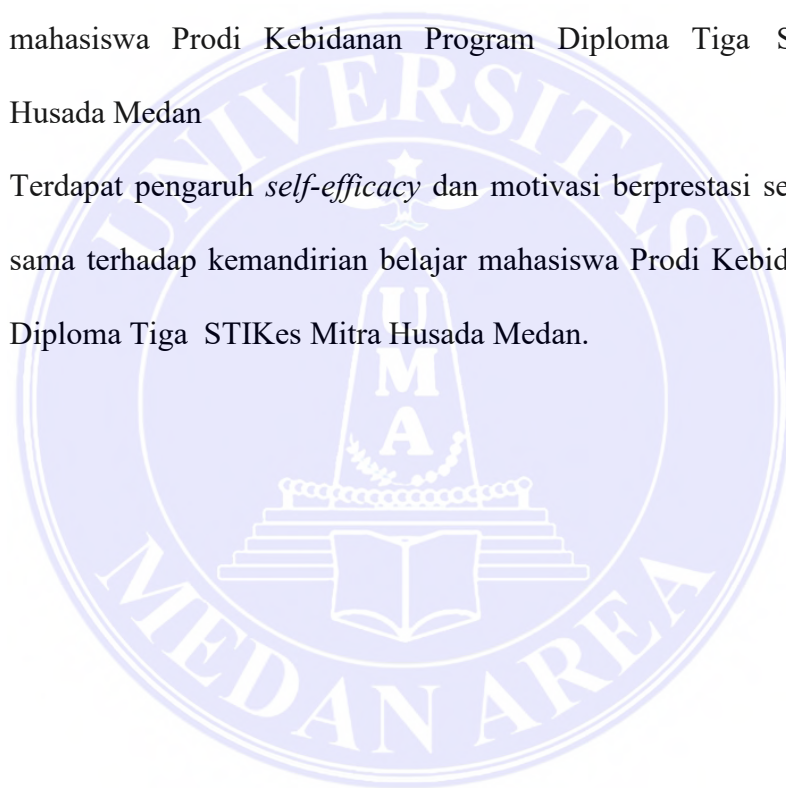 mahasiswa Prodi Kebidanan Program Diploma Tiga S
Husada Medan
Terdapat pengaruh self-efficacy dan motivasi berprestasi se
sama terhadap kemandirian belajar mahasiswa Prodi Kebid
Diploma Tiga STIKes Mitra Husada Medan.
UNIVERSITAS
UMA
MEDAN AREA